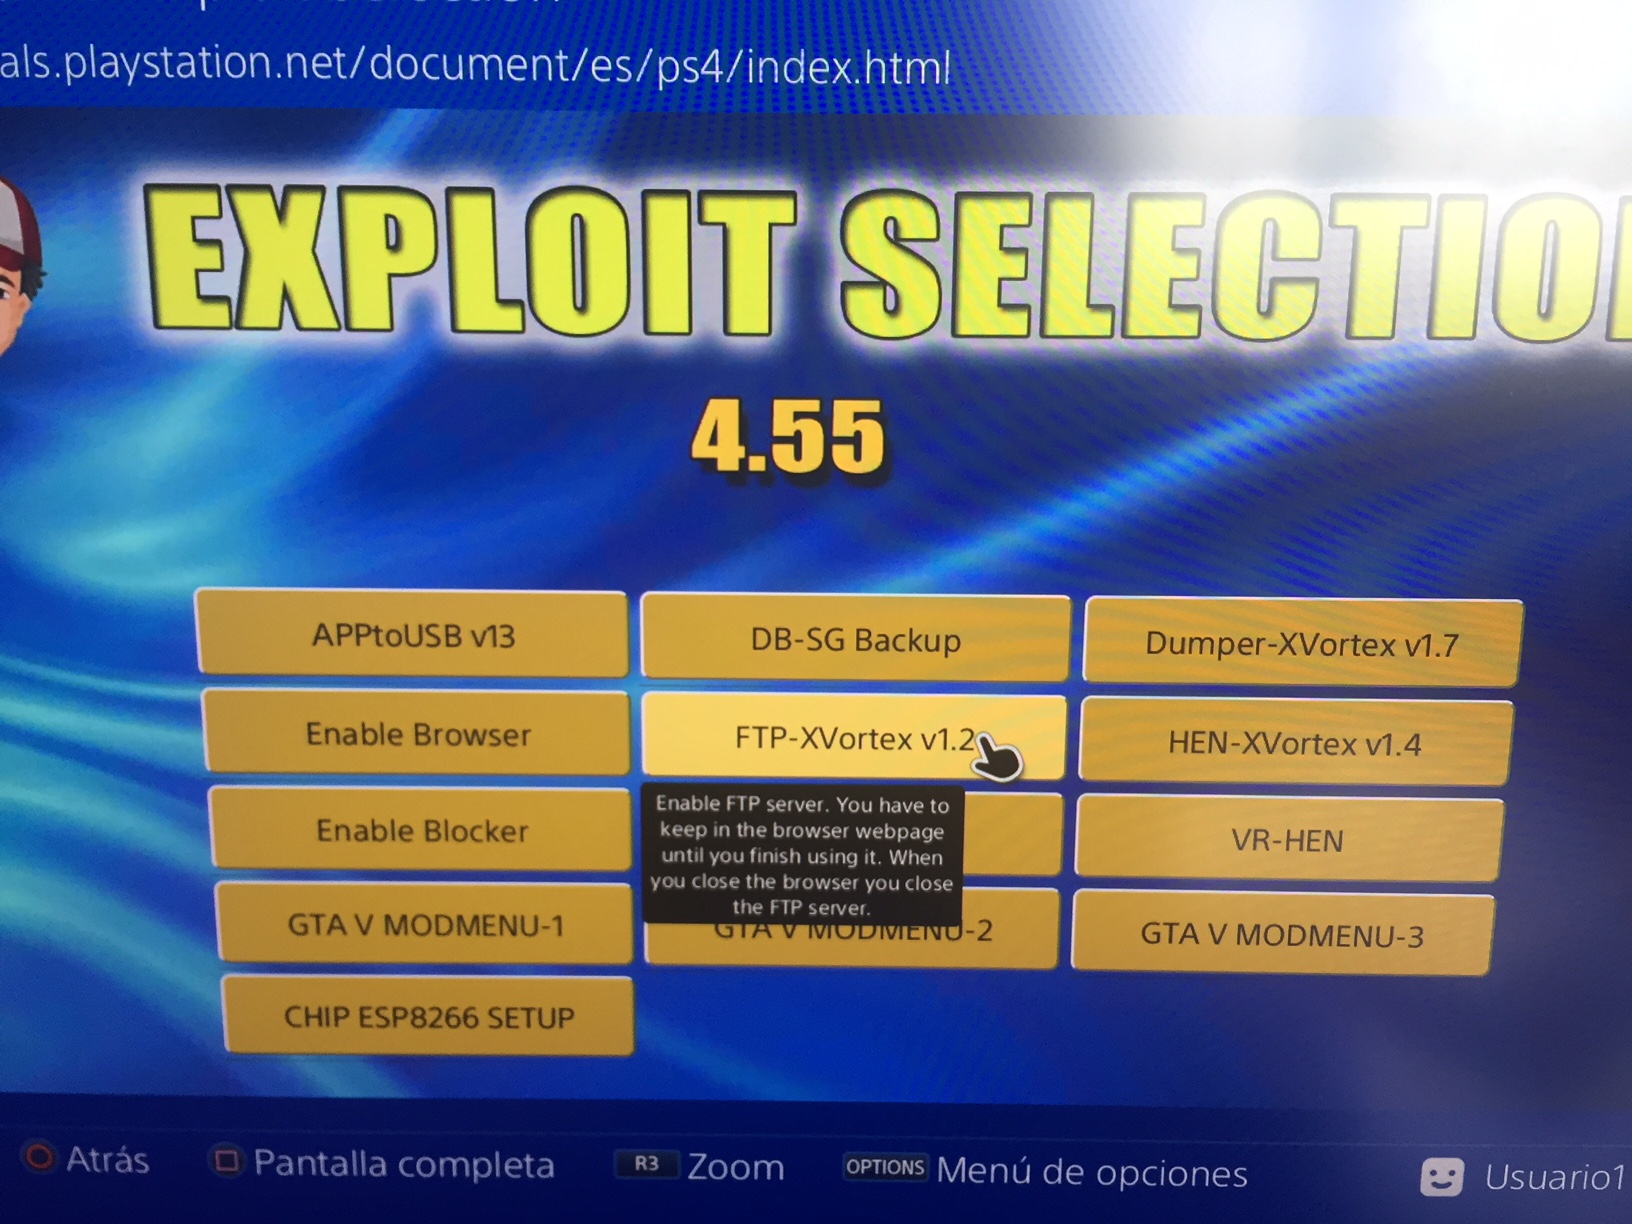 als.playstation.net/document/es/ps4/index.html
EXPLOIT SELECTIO
4.55
APPtoUSB v13
DB-SG Backup
Dumper-XVortex v1.7
Enable Browser
FTP-XVortex v1.2
HEN-XVortex v1.4
Enable Blocker
Enable FTP server. You have to
keep in the browser webpage
until you finish using it. When
you close the browser you close
the FTP server.
VR-HEN
GTA V MODMENU-1
GTA V MODMENU-2
GTA V MODMENU-3
CHIP ESP8266 SETUP
Atrás
Pantalla completa
R3 Zoom
OPTIONS Menú de opciones
Usuario1